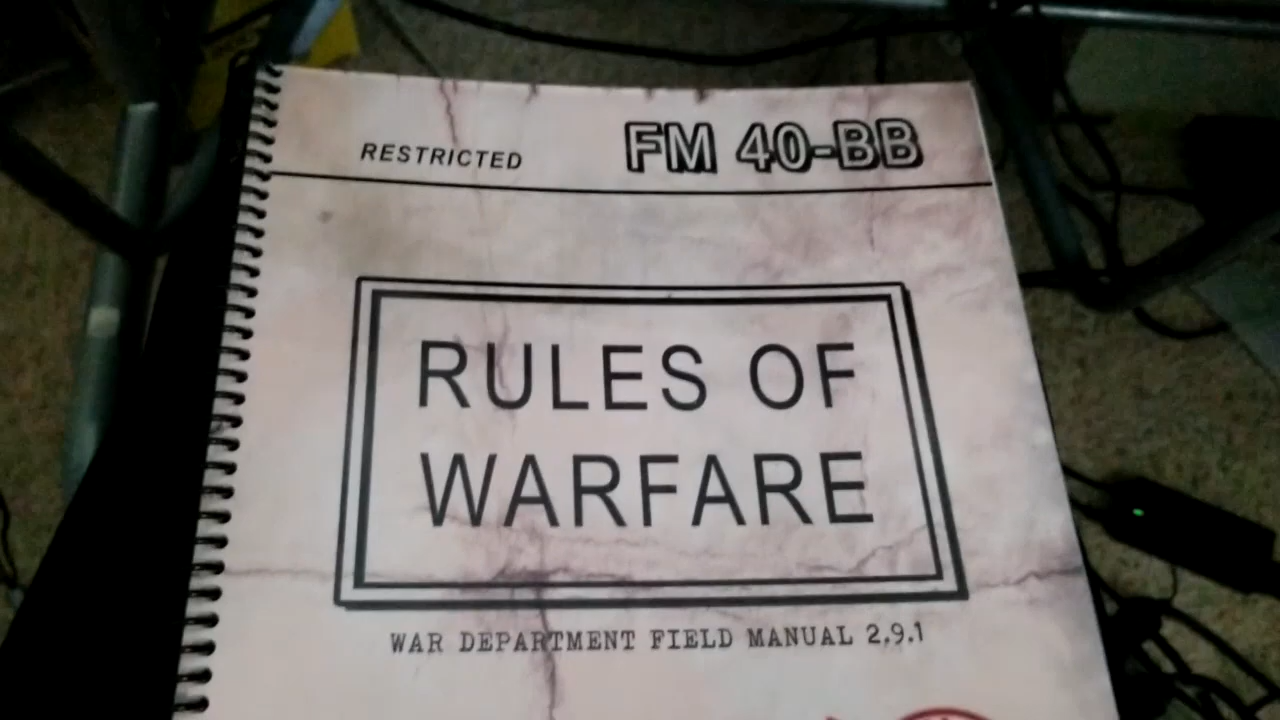 RESTRICTED FM 40-BB
RULES OF
WARFARE
WAR DEPARTMENT FIELD MANUAL 2.9.1